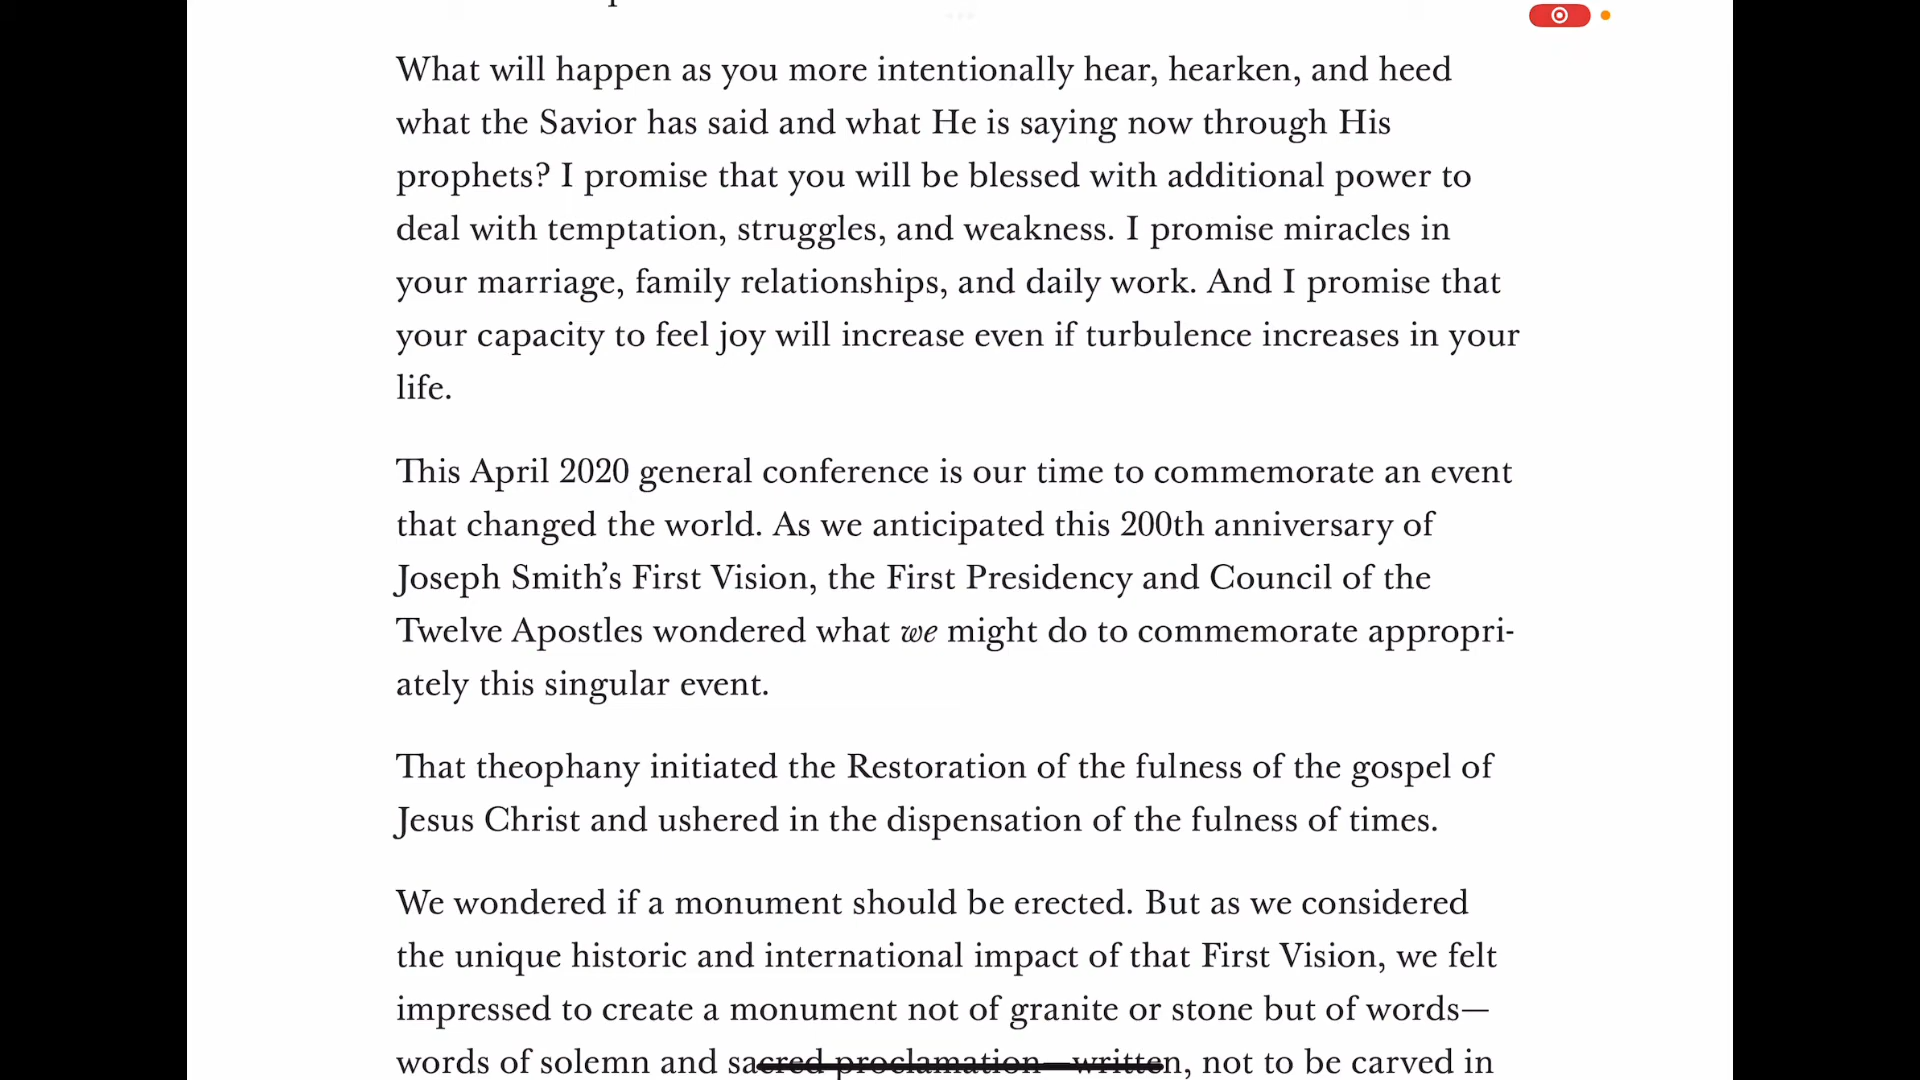 What will happen as you more intentionally hear, hearken, and heed
what the Savior has said and what He is saying now through His
prophets? I promise that you will be blessed with additional power to
deal with temptation, struggles, and weakness. I promise miracles in
your marriage, family relationships, and daily work. And I promise that
your capacity to feel joy will increase even if turbulence increases in your
life.
This April 2020 general conference is our time to commemorate an event
that changed the world. As we anticipated this 200th anniversary of
Joseph Smith’s First Vision, the First Presidency and Council of the
Twelve Apostles wondered what we might do to commemorate appropri-
ately this singular event.
That theophany initiated the Restoration of the fulness of the gospel of
Jesus Christ and ushered in the dispensation of the fulness of times.
We wondered if a monument should be erected. But as we considered
the unique historic and international impact of that First Vision, we felt
impressed to create a monument not of granite or stone but of words—
words of solemn and sacred proclamation—written, not to be carved in